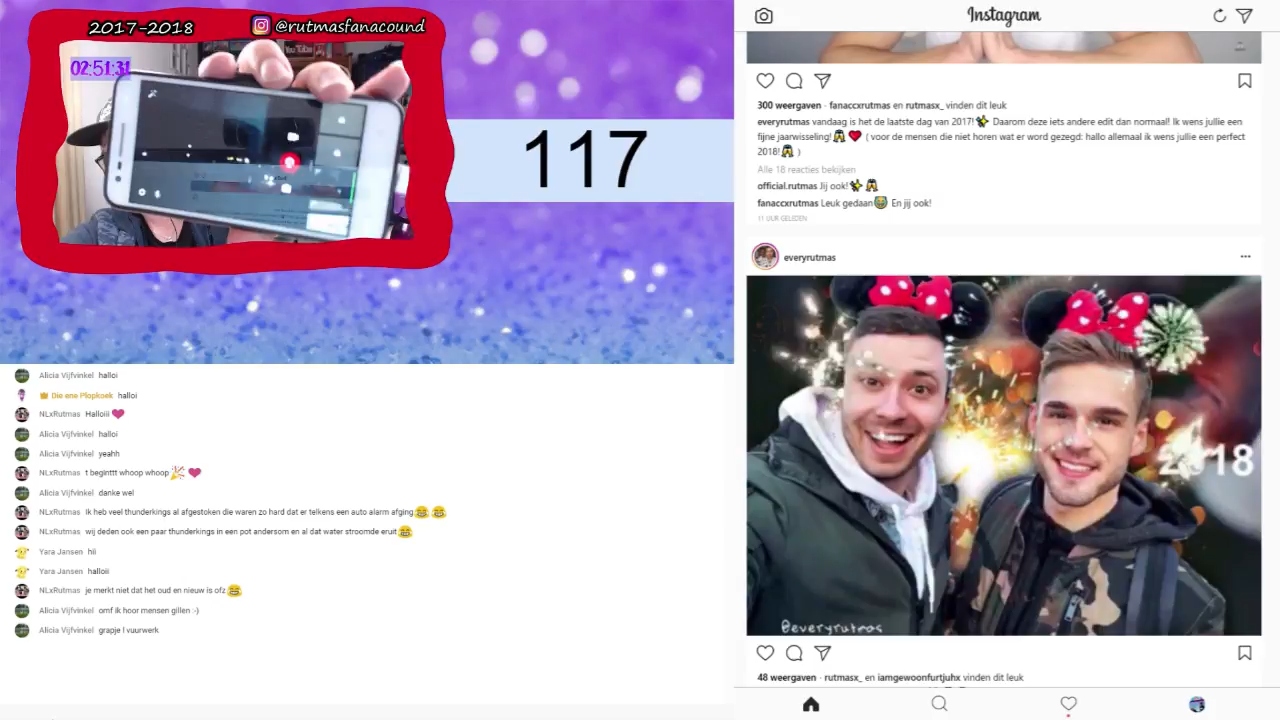 2017-2018
@rutmasfanacound
02:51:31
117
Alicia Vijfvinkel halloi
Die ene Plopkoek halloi
NLxRutmas Halloiii
Alicia Vijfvinkel halloi
Alicia Vijfvinkel yeahh
NLxRutmas t beginttt whoop whoop
Alicia Vijfvinkel danke wel
NLxRutmas Ik heb veel thunderkings al afgestoken die waren zo hard dat er telkens een auto alarm afging
NLxRutmas wij deden ook een paar thunderkings in een pot andersom en al dat water stroomde eruit
Yara Jansen hii
Yara Jansen halloii
NLxRutmas je merkt niet dat het oud en nieuw is ofz
Alicia Vijfvinkel omf ik hoor mensen gillen :-)
Alicia Vijfvinkel grapje ! vuurwerk
Instagram
300 weergaven · fanaccxrutmas en rutmasx_ vinden dit leuk
everyrutmas vandaag is het de laatste dag van 2017! Daarom deze iets andere edit dan normaal! Ik wens jullie een
fijne jaarwisseling! ( voor de mensen die niet horen wat er word gezegd: hallo allemaal ik wens jullie een perfect
2018! )
Alle 18 reacties bekijken
official.rutmas Jij ook!
fanaccxrutmas Leuk gedaan En jij ook!
11 UUR GELEDEN
everyrutmas
2018
@everyrutmas
48 weergaven · rutmasx_ en iamgewoonfurtjuhx vinden dit leuk